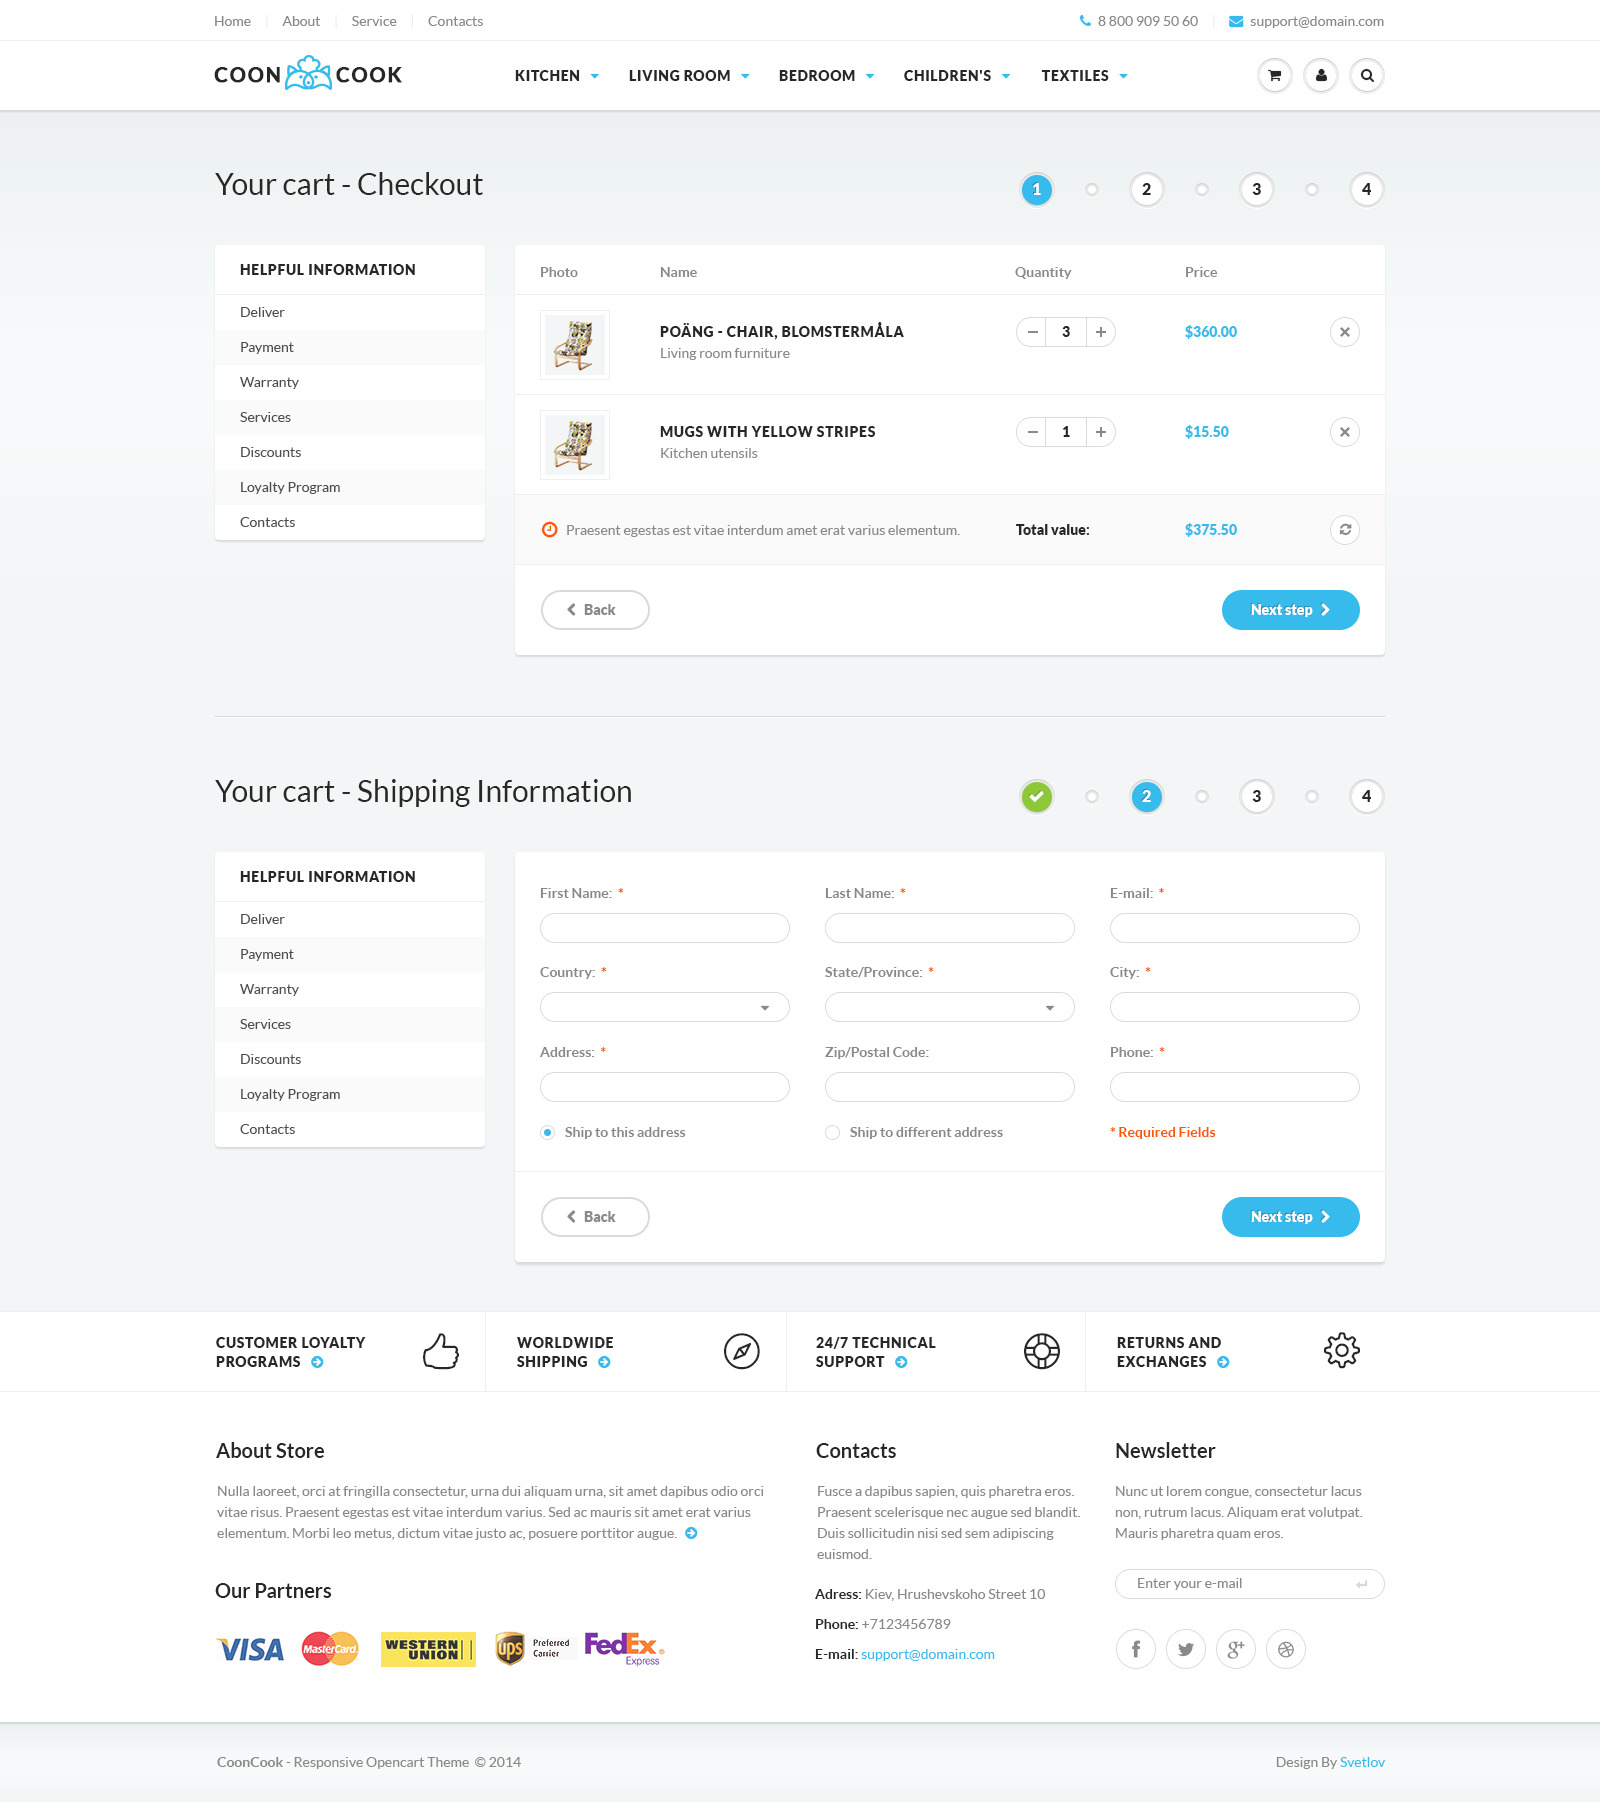 Home About Service Contacts 8 800 909 50 60 support@domain.com
COON COOK KITCHEN LIVING ROOM BEDROOM CHILDREN'S TEXTILES
Your cart - Checkout 1 2 3 4
HELPFUL INFORMATION
Deliver
Payment
Warranty
Services
Discounts
Loyalty Program
Contacts
Photo Name Quantity Price
POÄNG - CHAIR, BLOMSTERMÅLA 3 $360.00
Living room furniture
MUGS WITH YELLOW STRIPES 1 $15.50
Kitchen utensils
Praesent egestas est vitae interdum amet erat varius elementum. Total value: $375.50
Back Next step
Your cart - Shipping Information 2 3 4
HELPFUL INFORMATION
Deliver
Payment
Warranty
Services
Discounts
Loyalty Program
Contacts
First Name: * Last Name: * E-mail: *
Country: * State/Province: * City: *
Address: * Zip/Postal Code: Phone: *
Ship to this address Ship to different address * Required Fields
Back Next step
CUSTOMER LOYALTY
PROGRAMS
WORLDWIDE
SHIPPING
24/7 TECHNICAL
SUPPORT
RETURNS AND
EXCHANGES
About Store
Nulla laoreet, orci at fringilla consectetur, urna dui aliquam urna, sit amet dapibus odio orci
vitae risus. Praesent egestas est vitae interdum varius. Sed ac mauris sit amet erat varius
elementum. Morbi leo metus, dictum vitae justo ac, posuere porttitor augue.
Our Partners
VISA MasterCard WESTERN UNION ups Preferred Carrier FedEx Express
Contacts
Fusce a dapibus sapien, quis pharetra eros.
Praesent scelerisque nec augue sed blandit.
Duis sollicitudin nisi sed sem adipiscing
euismod.
Adress: Kiev, Hrushevskoho Street 10
Phone: +7123456789
E-mail: support@domain.com
Newsletter
Nunc ut lorem congue, consectetur lacus
non, rutrum lacus. Aliquam erat volutpat.
Mauris pharetra quam eros.
Enter your e-mail
f g+
CoonCook - Responsive Opencart Theme © 2014 Design By Svetlov